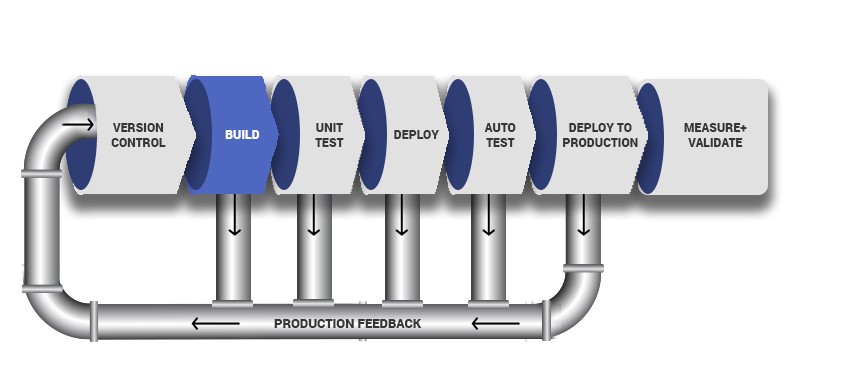 VERSION
CONTROL
BUILD
UNIT
TEST
DEPLOY
AUTO
TEST
DEPLOY TO
PRODUCTION
MEASURE+
VALIDATE
PRODUCTION FEEDBACK